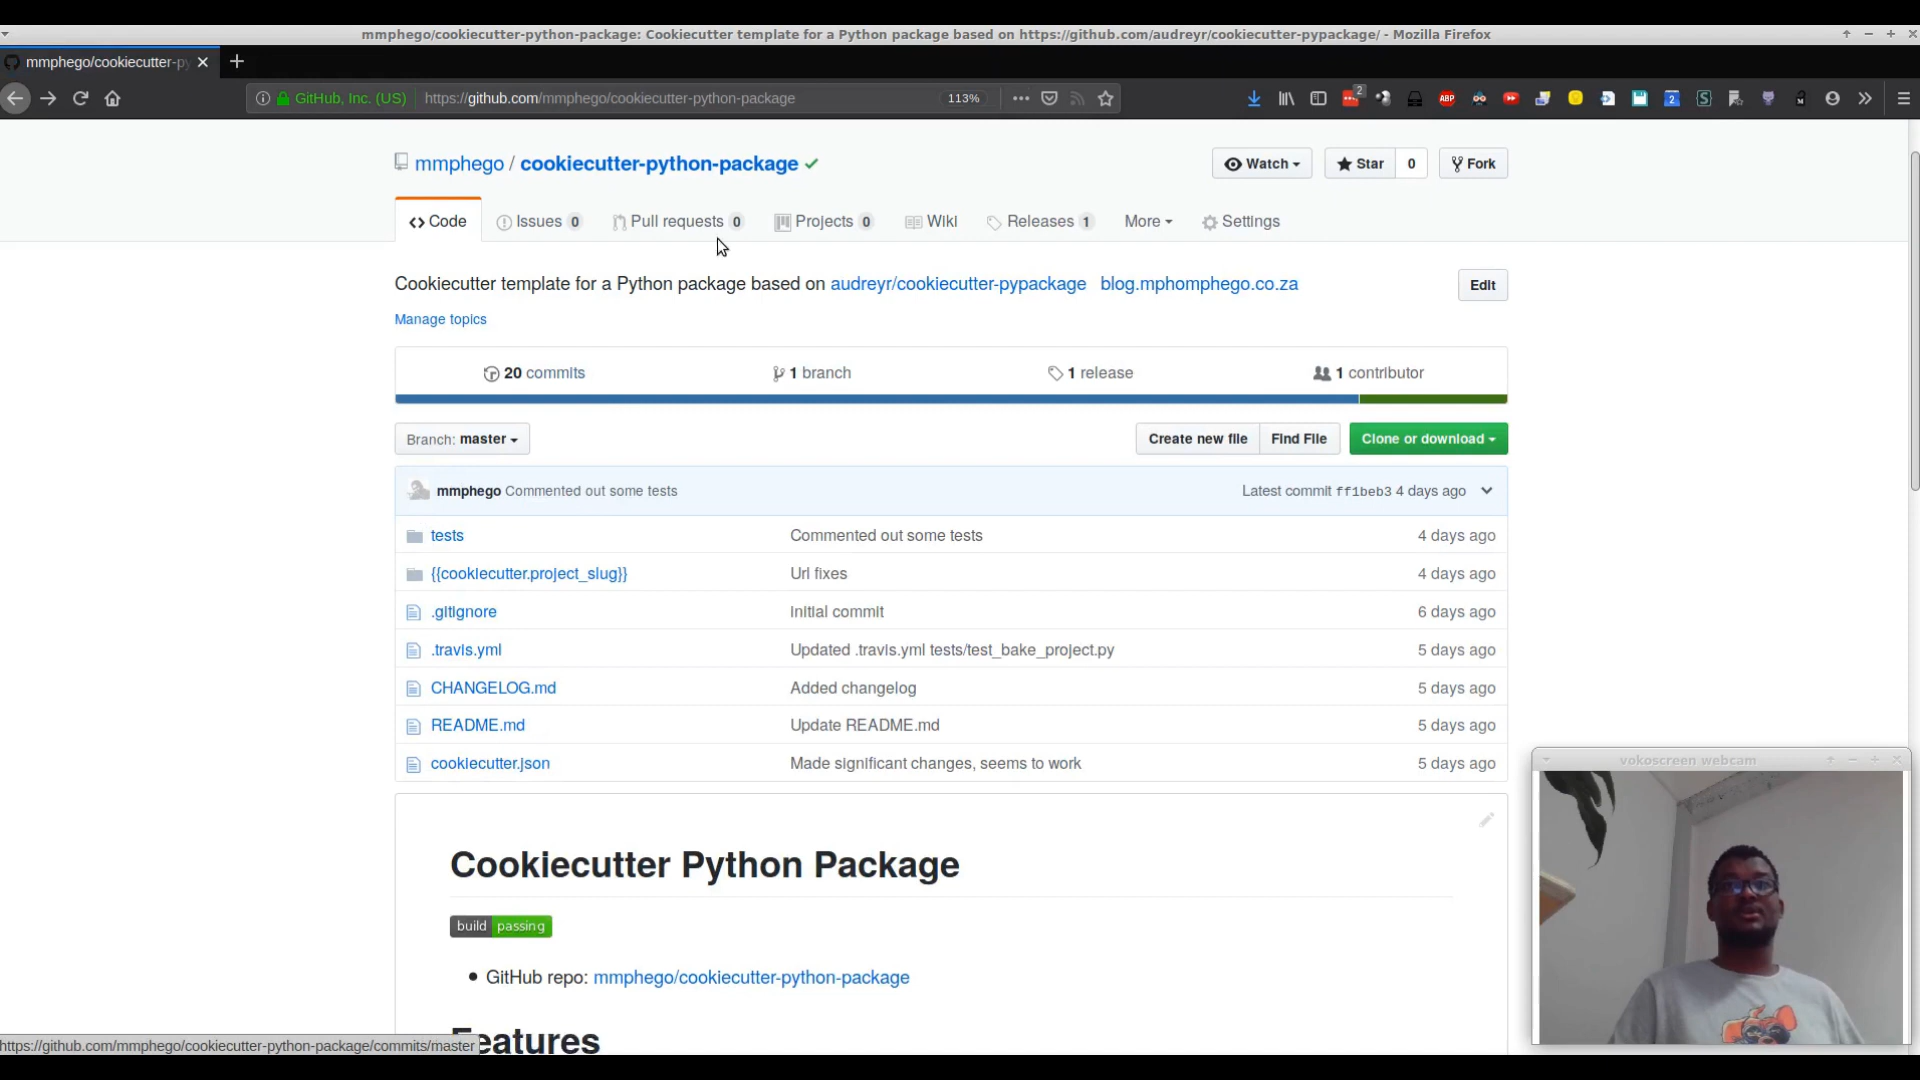 mmphego/cookiecutter-python-package: Cookiecutter template for a Python package based on https://github.com/audreyr/cookiecutter-pypackage/ - Mozilla Firefox
mmphego/cookiecutter-py
GitHub, Inc. (US) https://github.com/mmphego/cookiecutter-python-package 113% 2 ABP 2
mmphego / cookiecutter-python-package Watch Star 0 Fork
Code Issues 0 Pull requests 0 Projects 0 Wiki Releases 1 More Settings
Cookiecutter template for a Python package based on audreyr/cookiecutter-pypackage blog.mphomphego.co.za Edit
Manage topics
20 commits 1 branch 1 release 1 contributor
Branch: master Create new file Find File Clone or download
mmphego Commented out some tests Latest commit ff1beb3 4 days ago
tests Commented out some tests 4 days ago
{{cookiecutter.project_slug}} Url fixes 4 days ago
.gitignore Initial commit 6 days ago
.travis.yml Updated .travis.yml tests/test_bake_project.py 5 days ago
CHANGELOG.md Added changelog 5 days ago
README.md Update README.md 5 days ago
cookiecutter.json Made significant changes, seems to work 5 days ago
vokoscreen webcam
Cookiecutter Python Package
build passing
GitHub repo: mmphego/cookiecutter-python-package
Features
https://github.com/mmphego/cookiecutter-python-package/commits/master